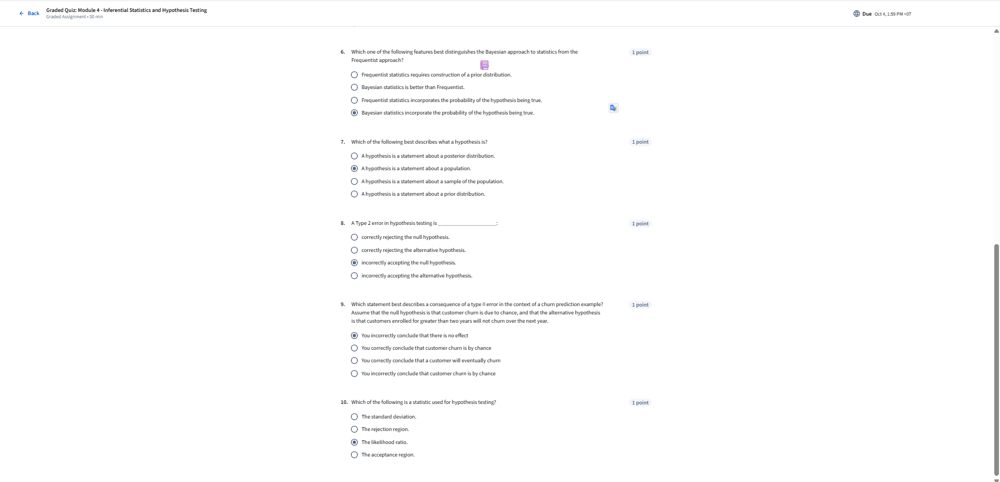 Back
Graded Quiz: Module 4 - Inferential Statistics and Hypothesis Testing
Graded Assignment • 30 min
Due Oct 4, 1:59 PM +07
6. Which one of the following features best distinguishes the Bayesian approach to statistics from the
Frequentist approach?
1 point
Frequentist statistics requires construction of a prior distribution.
Bayesian statistics is better than Frequentist.
Frequentist statistics incorporates the probability of the hypothesis being true.
Bayesian statistics incorporate the probability of the hypothesis being true.
7. Which of the following best describes what a hypothesis is?
1 point
A hypothesis is a statement about a posterior distribution.
A hypothesis is a statement about a population.
A hypothesis is a statement about a sample of the population.
A hypothesis is a statement about a prior distribution.
8. A Type 2 error in hypothesis testing is _____________________:
1 point
correctly rejecting the null hypothesis.
correctly rejecting the alternative hypothesis.
incorrectly accepting the null hypothesis.
incorrectly accepting the alternative hypothesis.
9. Which statement best describes a consequence of a type II error in the context of a churn prediction example?
Assume that the null hypothesis is that customer churn is due to chance, and that the alternative hypothesis
is that customers enrolled for greater than two years will not churn over the next year.
1 point
You incorrectly conclude that there is no effect
You correctly conclude that customer churn is by chance
You correctly conclude that a customer will eventually churn
You incorrectly conclude that customer churn is by chance
10. Which of the following is a statistic used for hypothesis testing?
1 point
The standard deviation.
The rejection region.
The likelihood ratio.
The acceptance region.